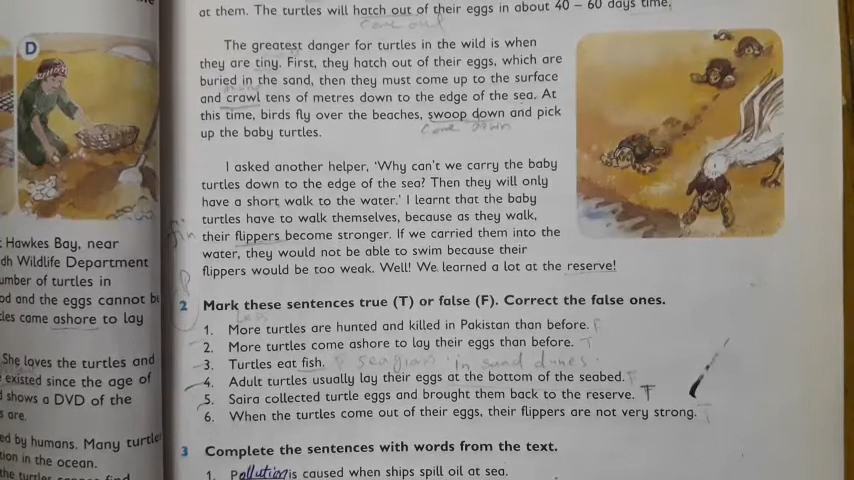 at them. The turtles will hatch out of their eggs in about 40 – 60 days time.
come out
D
The greatest danger for turtles in the wild is when
they are tiny. First, they hatch out of their eggs, which are
buried in the sand, then they must come up to the surface
and crawl tens of metres down to the edge of the sea. At
this time, birds fly over the beaches, swoop down and pick
come down
up the baby turtles.
I asked another helper, 'Why can't we carry the baby
turtles down to the edge of the sea? Then they will only
have a short walk to the water.' I learnt that the baby
turtles have to walk themselves, because as they walk,
fin
their flippers become stronger. If we carried them into the
water, they would not be able to swim because their
flippers would be too weak. Well! We learned a lot at the reserve!
Hawkes Bay, near
dh Wildlife Department
umber of turtles in
od and the eggs cannot be
les come ashore to lay
She loves the turtles and
existed since the age of
shows a DVD of the
s are.
ed by humans. Many turtle
tion in the ocean.
the turtles cannot find
2 Mark these sentences true (T) or false (F). Correct the false ones.
Less
1. More turtles are hunted and killed in Pakistan than before. F
2. More turtles come ashore to lay their eggs than before. T
3. Turtles eat fish. F seagrass in sand dunes.
4. Adult turtles usually lay their eggs at the bottom of the seabed. F
5. Saira collected turtle eggs and brought them back to the reserve. T
6. When the turtles come out of their eggs, their flippers are not very strong. T
3 Complete the sentences with words from the text.
1. Pollution is caused when ships spill oil at sea.